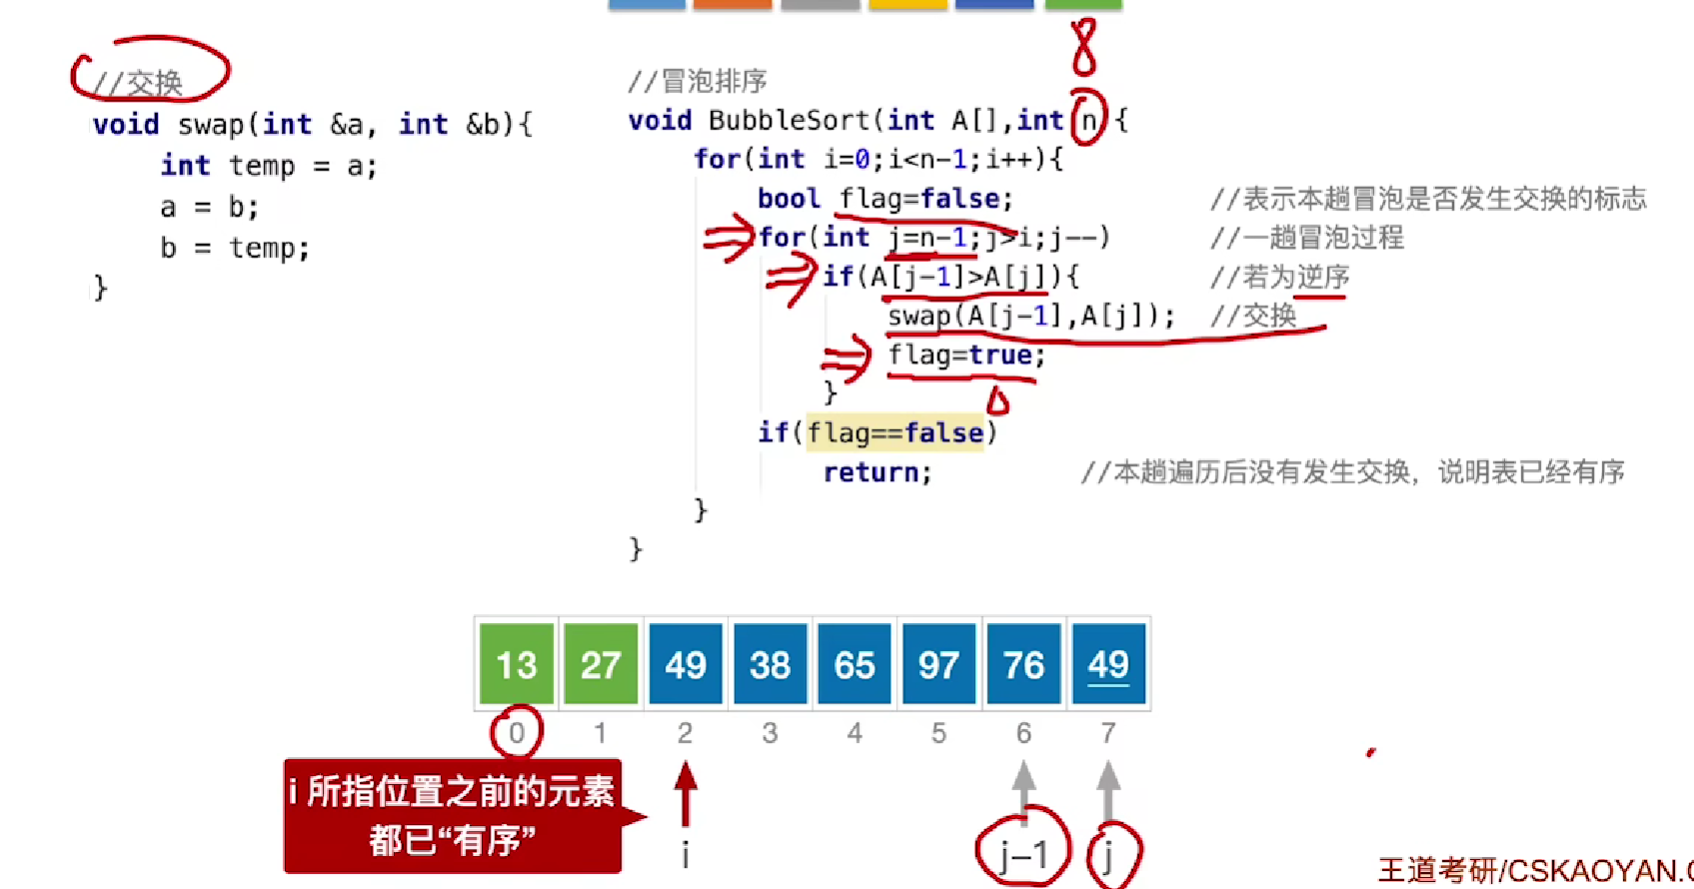 8
//交换
void swap(int &a, int &b){
int temp = a;
a = b;
b = temp;
}
//冒泡排序
void BubbleSort(int A[],int n){
for(int i=0;i<n-1;i++){
bool flag=false; //表示本趟冒泡是否发生交换的标志
for(int j=n-1;j>i;j--) //一趟冒泡过程
if(A[j-1]>A[j]){ //若为逆序
swap(A[j-1],A[j]); //交换
flag=true;
}
if(flag==false)
return; //本趟遍历后没有发生交换，说明表已经有序
}
}
13 27 49 38 65 97 76 49
0 1 2 3 4 5 6 7
i 所指位置之前的元素
都已“有序”
i j-1 j
王道考研/CSKAOYAN.